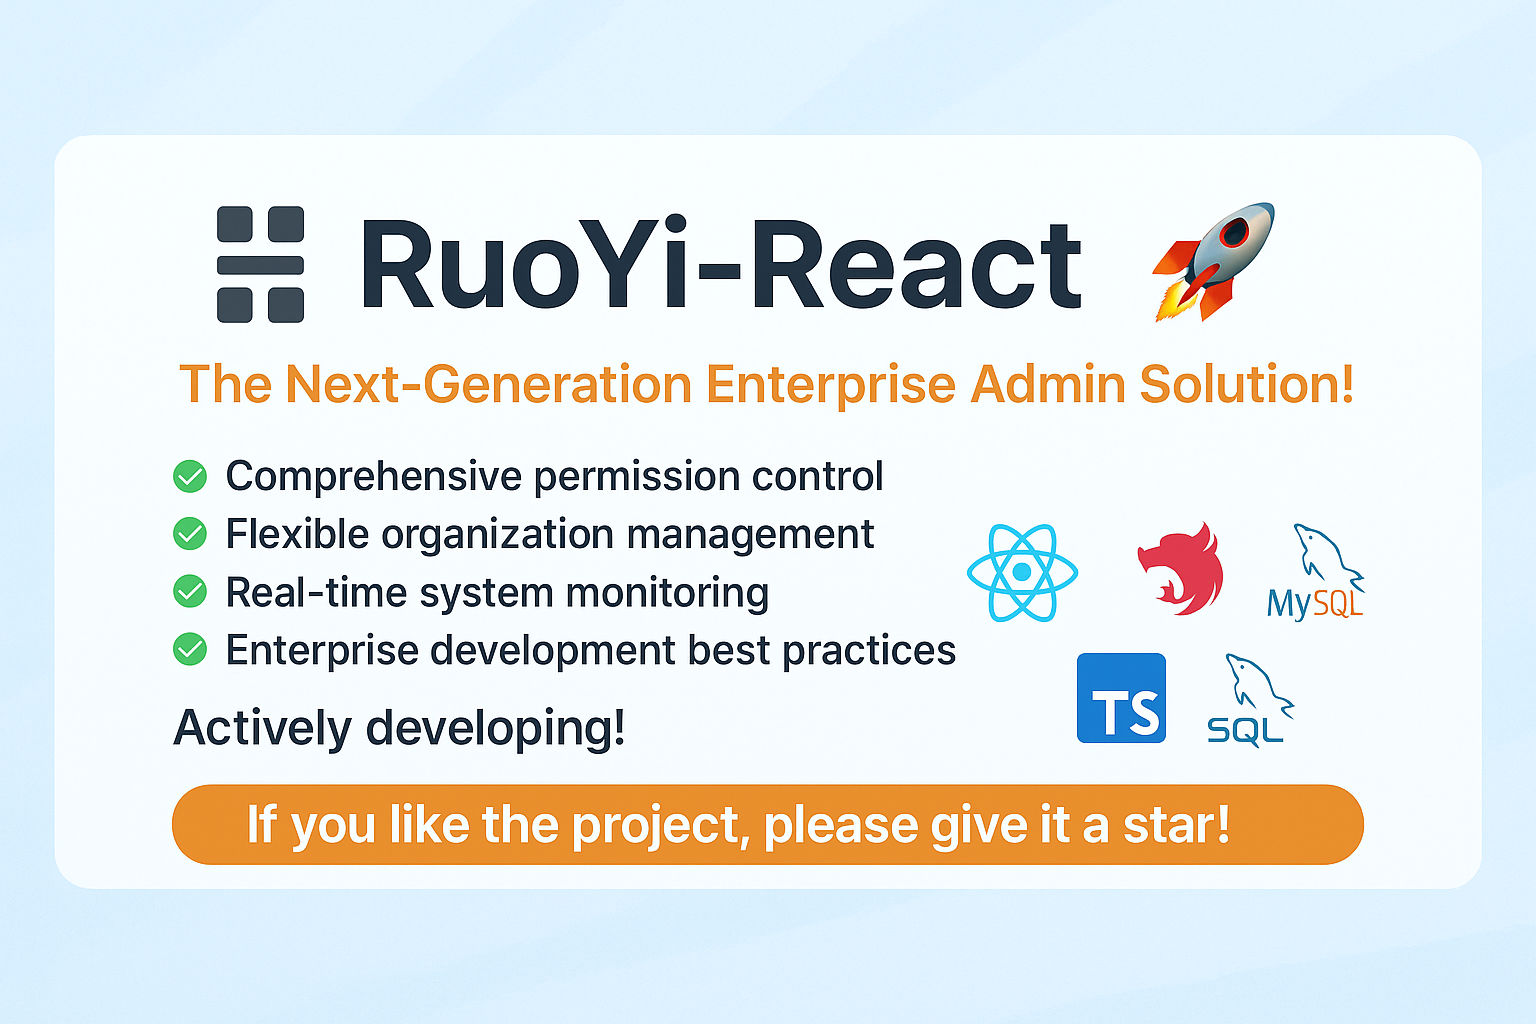 RuoYi-React
The Next-Generation Enterprise Admin Solution!
Comprehensive permission control
Flexible organization management
Real-time system monitoring
Enterprise development best practices
MySQL
TS
SQL
Actively developing!
If you like the project, please give it a star!